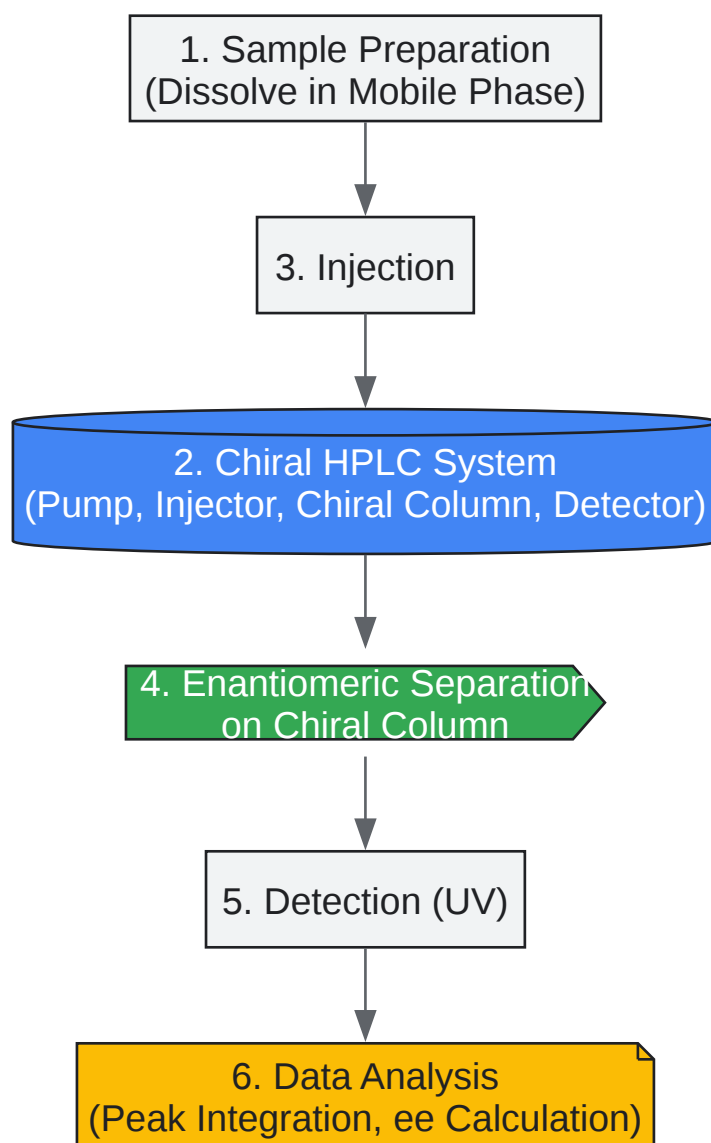 1. Sample Preparation
(Dissolve in Mobile Phase)
3. Injection
2. Chiral HPLC System
(Pump, Injector, Chiral Column, Detector)
4. Enantiomeric Separation
on Chiral Column
5. Detection (UV)
6. Data Analysis
(Peak Integration, ee Calculation)